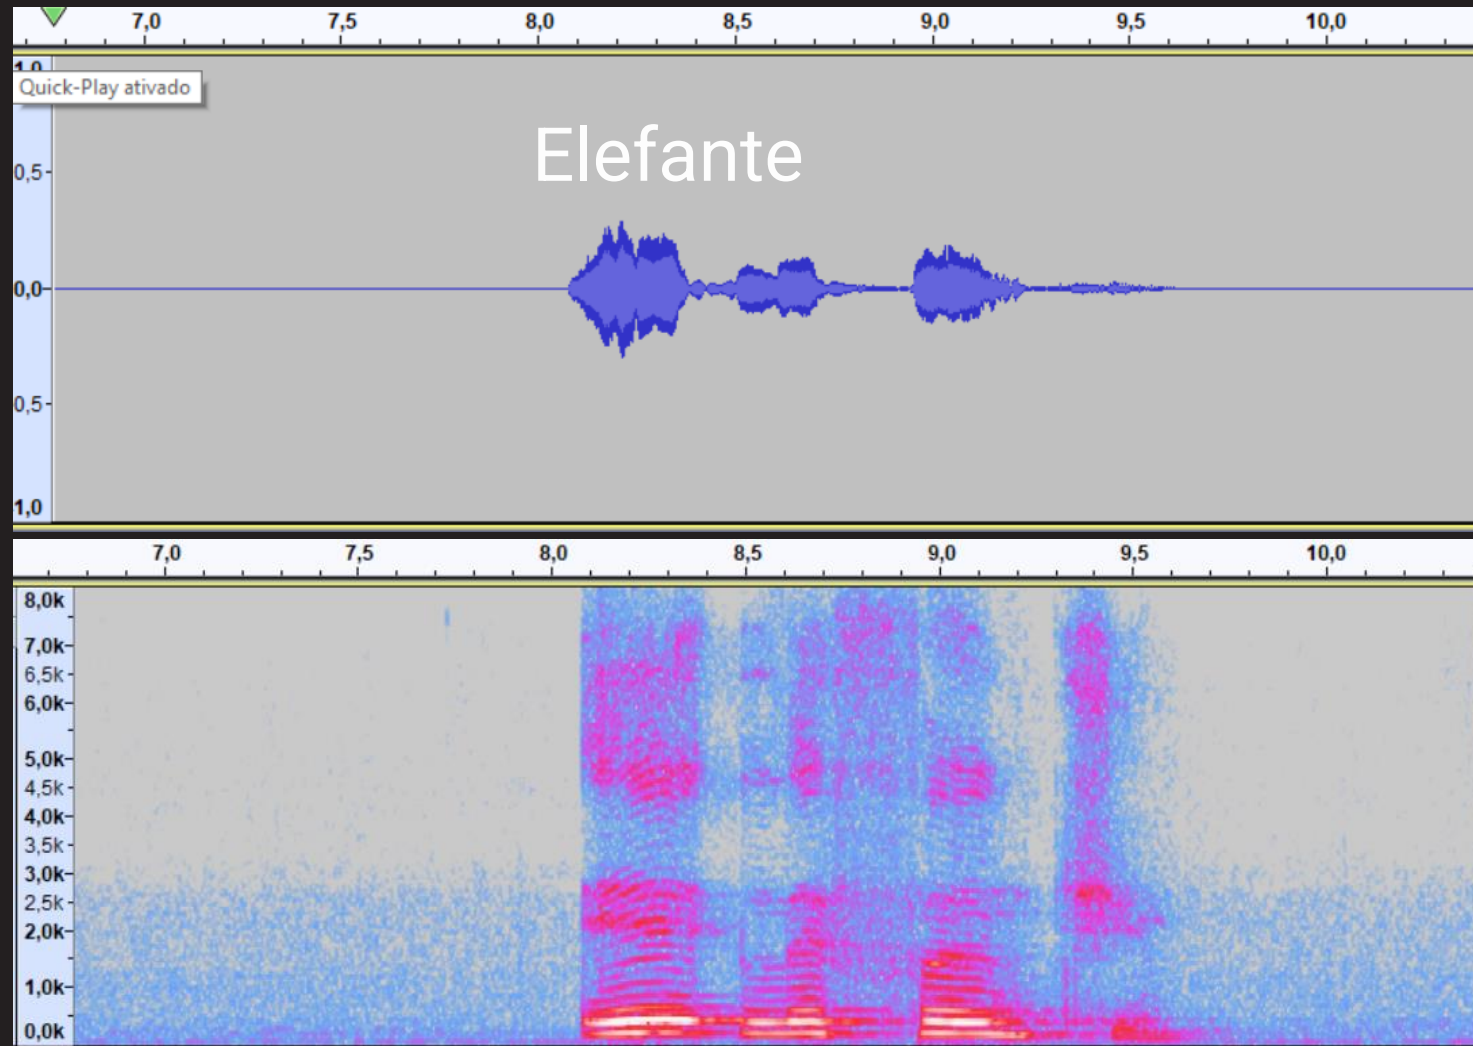 7,0 7,5 8,0 8,5 9,0 9,5 10,0
1,0
Quick-Play ativado
Elefante
0,5-
0,0-
0,5-
1,0
7,0 7,5 8,0 8,5 9,0 9,5 10,0
8,0k
7,0k-
6,5k-
6,0k-
5,0k-
4,5k-
4,0k-
3,5k-
3,0k-
2,5k-
2,0k-
1,0k-
0,0k